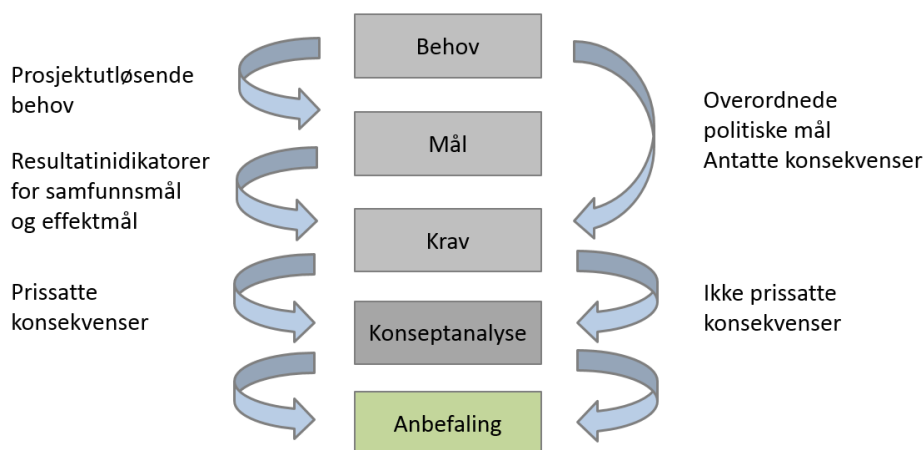 Behov
Prosjektutløsende
behov
Overordnede
politiske mål
Antatte konsekvenser
Mål
Resultatinidikatorer
for samfunnsmål
og effektmål
Krav
Prissatte
konsekvenser
Ikke prissatte
konsekvenser
Konseptanalyse
Anbefaling